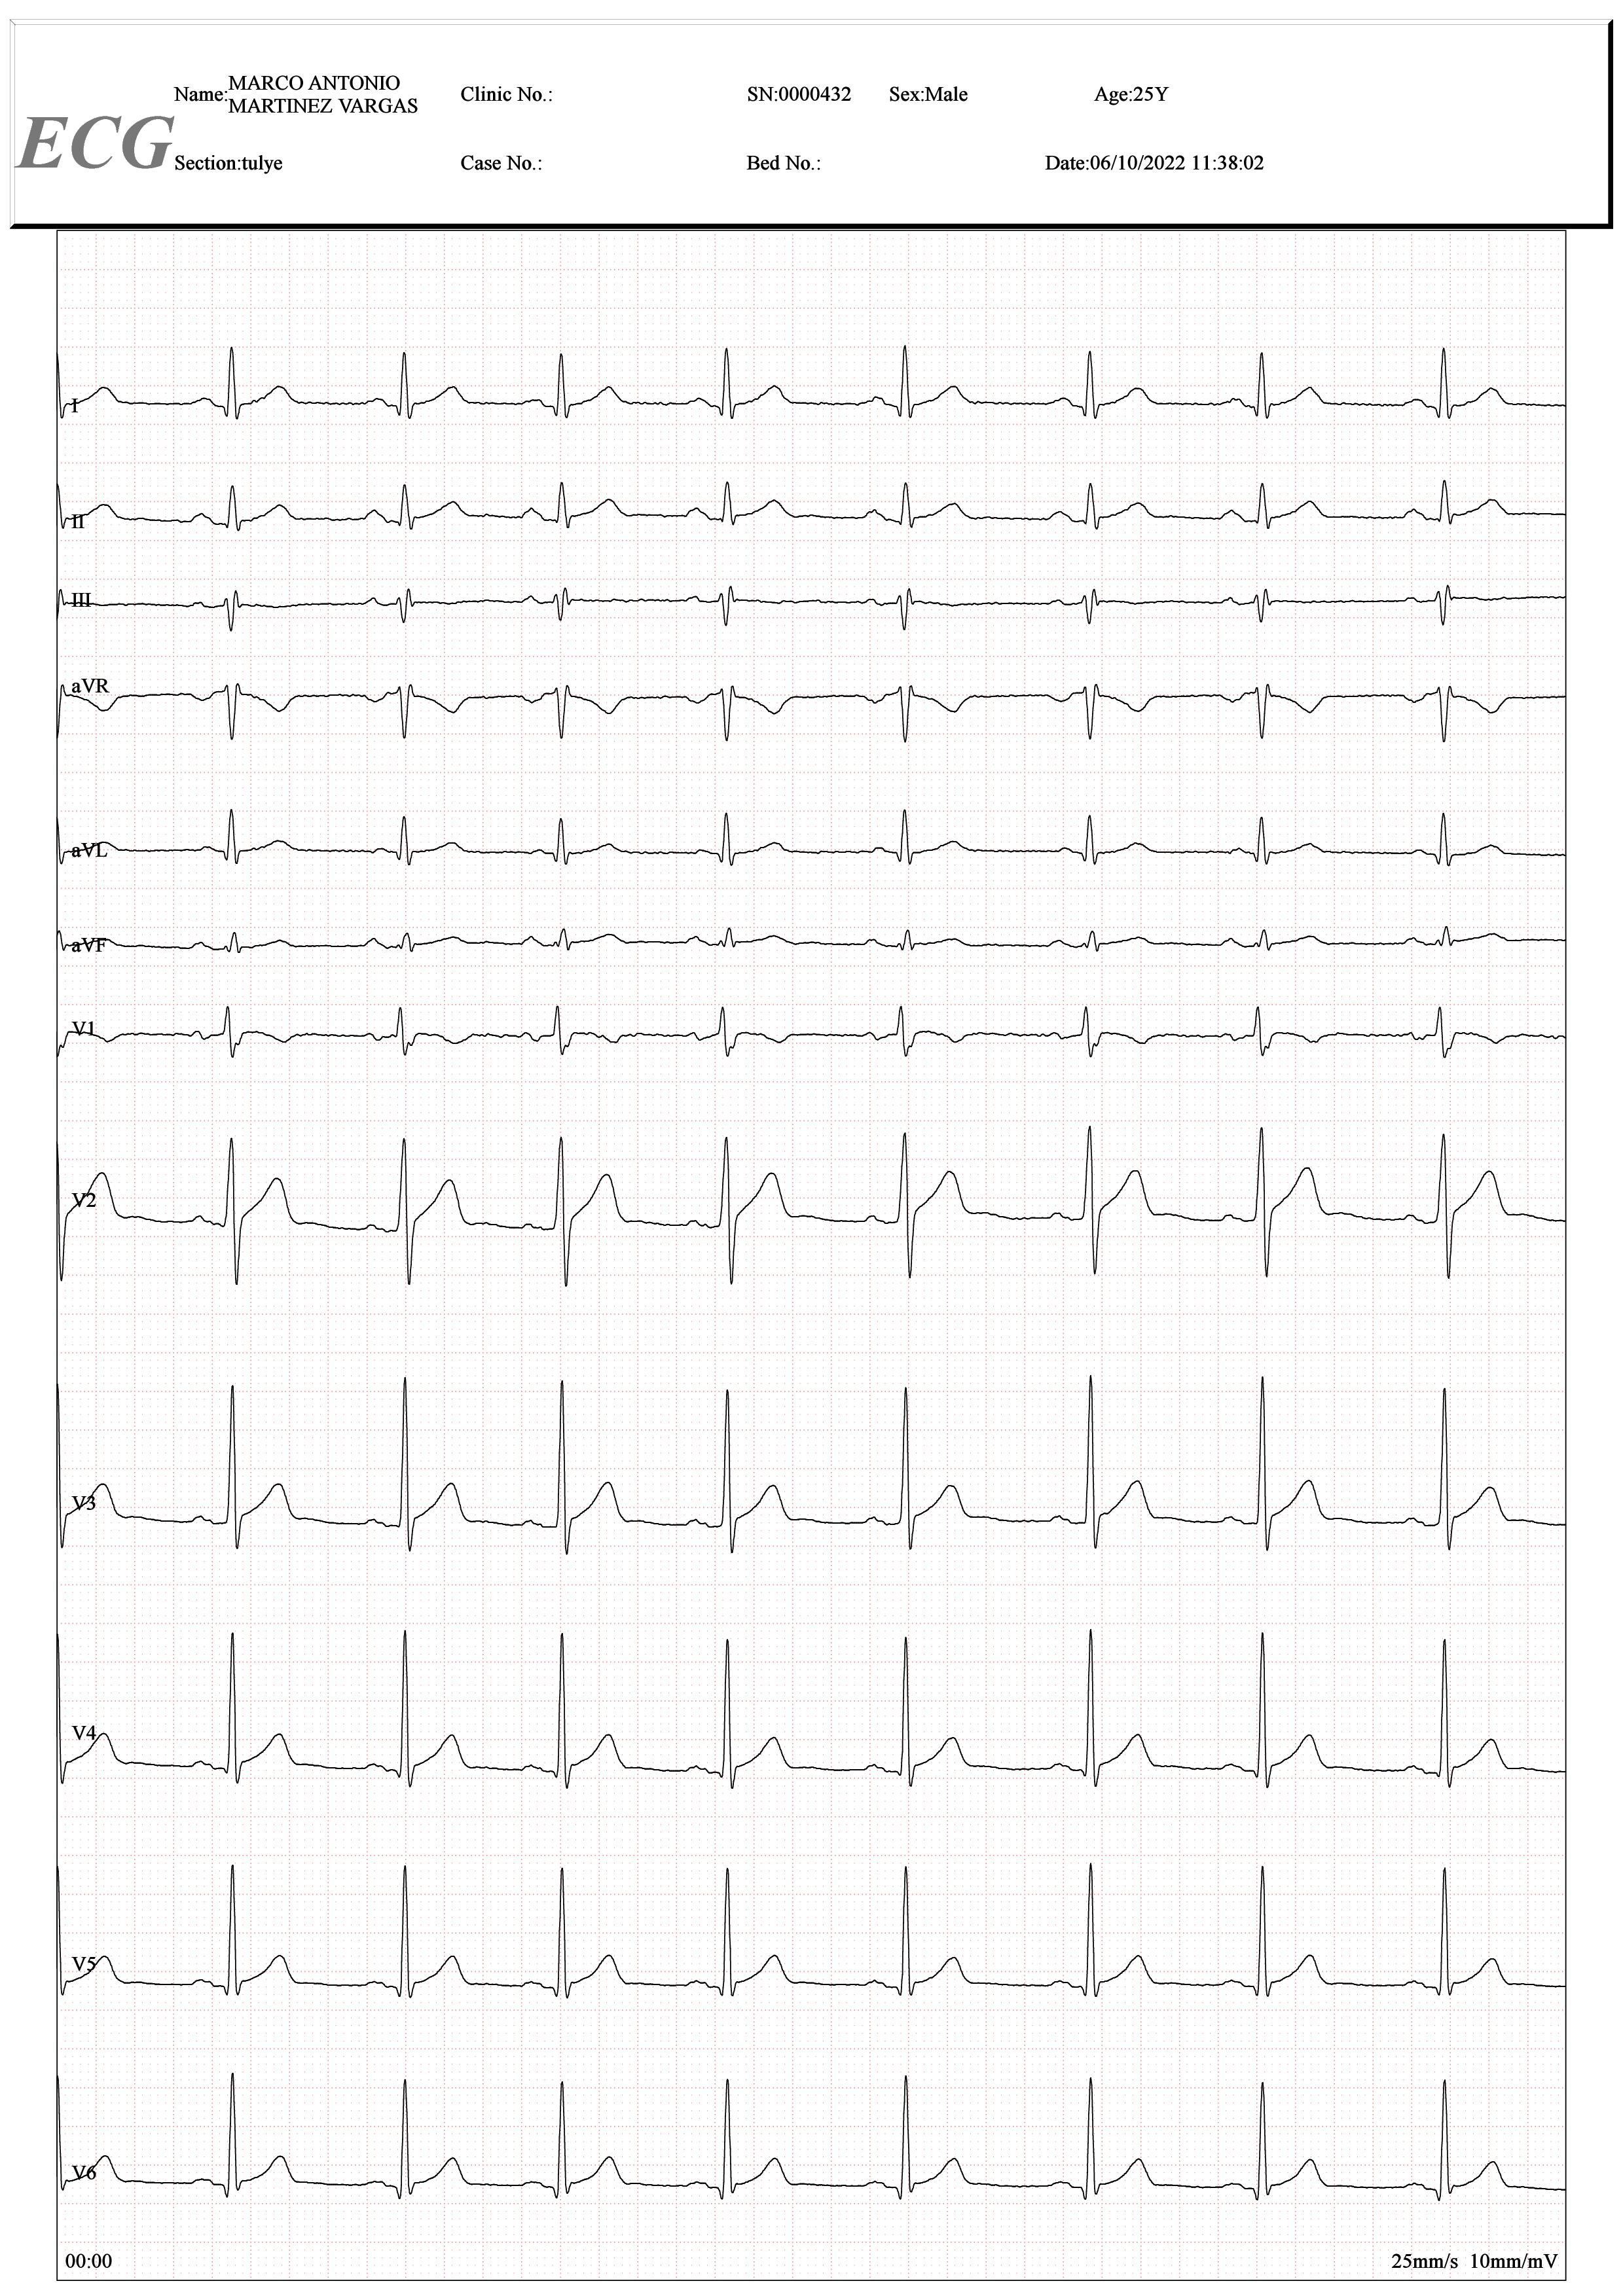 ECG
Name:MARCO ANTONIO MARTINEZ VARGAS
Clinic No.:
SN:0000432
Sex:Male
Age:25Y
Section:tulye
Case No.:
Bed No.:
Date:06/10/2022 11:38:02
I
II
III
aVR
aVL
aVF
V1
V2
V3
V4
V5
V6
00:00
25mm/s 10mm/mV